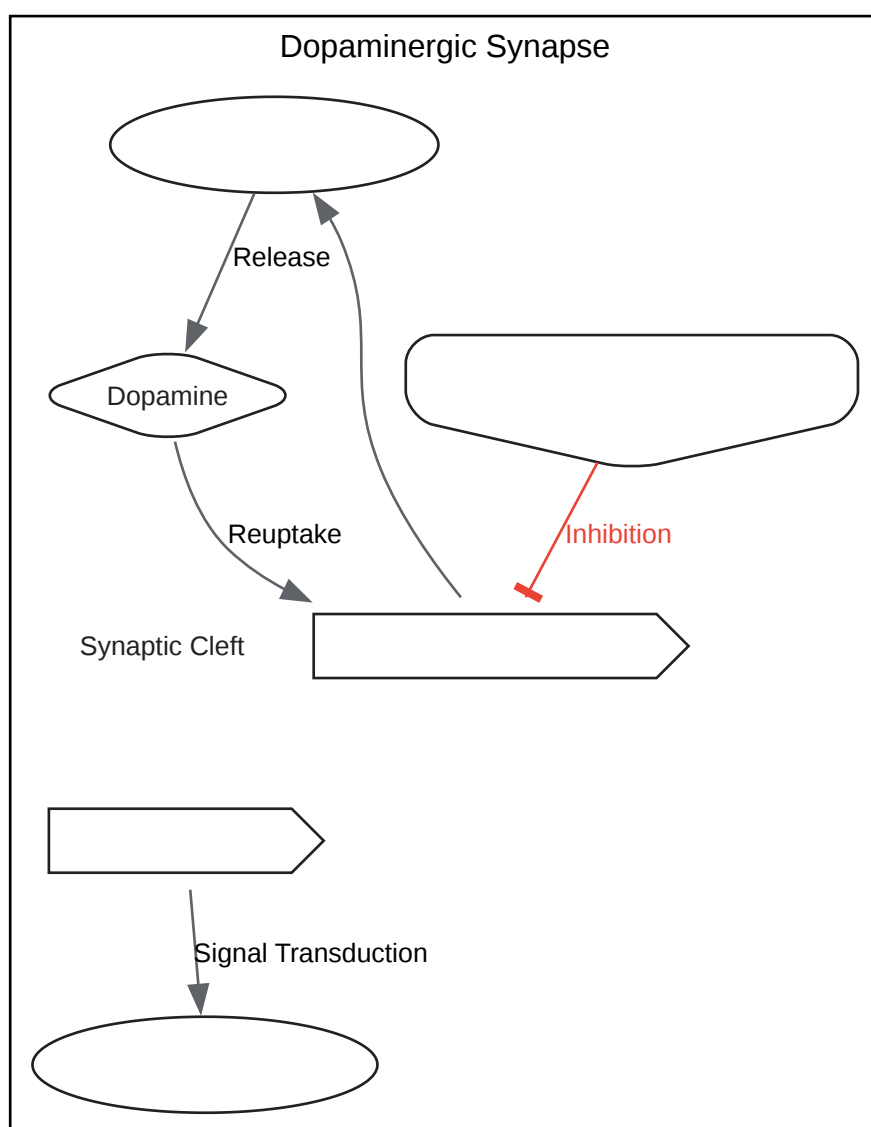 Dopaminergic Synapse
Release
Dopamine
Reuptake
Inhibition
Synaptic Cleft
Signal Transduction